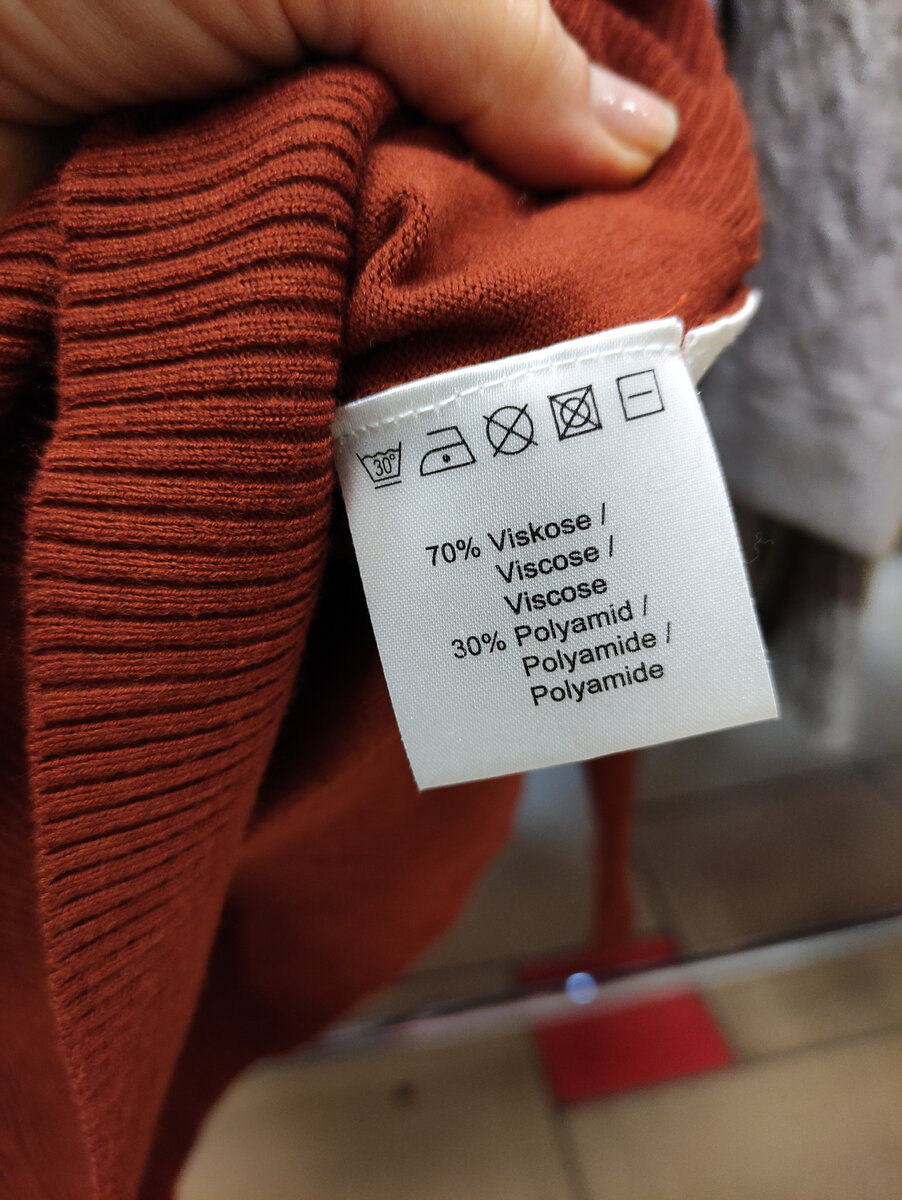 30°
70% Viskose /
Viscose /
Viscose
30% Polyamid /
Polyamide /
Polyamide